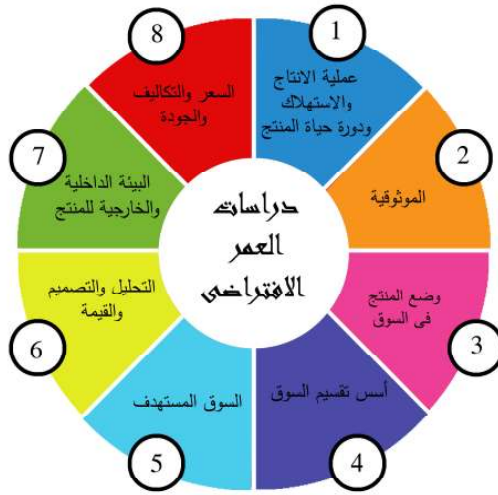 دراسات
العمر
الافتراضى
1
عملية الانتاج
والاستهلاك
ودورة حياة المنتج
2
الموثوقية
3
وضع المنتج
فى السوق
4
أسس تقسيم السوق
5
السوق المستهدف
6
التحليل والتصميم
والقيمة
7
البيئة الداخلية
والخارجية للمنتج
8
السعر والتكاليف
والجودة